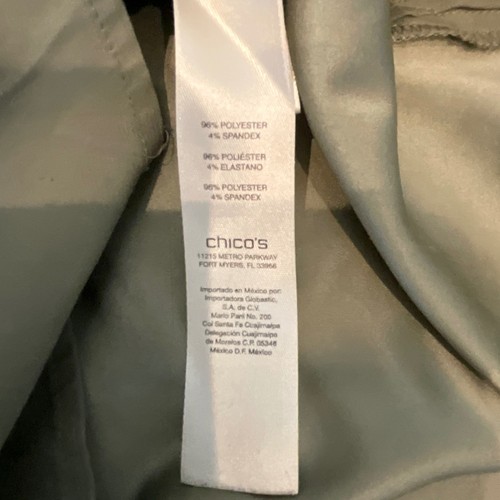 96% POLYESTER
4% SPANDEX
96% POLIÉSTER
4% ELASTANO
96% POLYESTER
4% SPANDEX
chico's
11215 METRO PARKWAY
FORT MYERS, FL 33966
Importado en México por:
Importadora Globastic,
S.A. de C.V.
Mario Pani No. 200
Col Santa Fe Cuajimalpa
Delegación Cuajimalpa
de Morelos C.P. 05348
México D.F. México